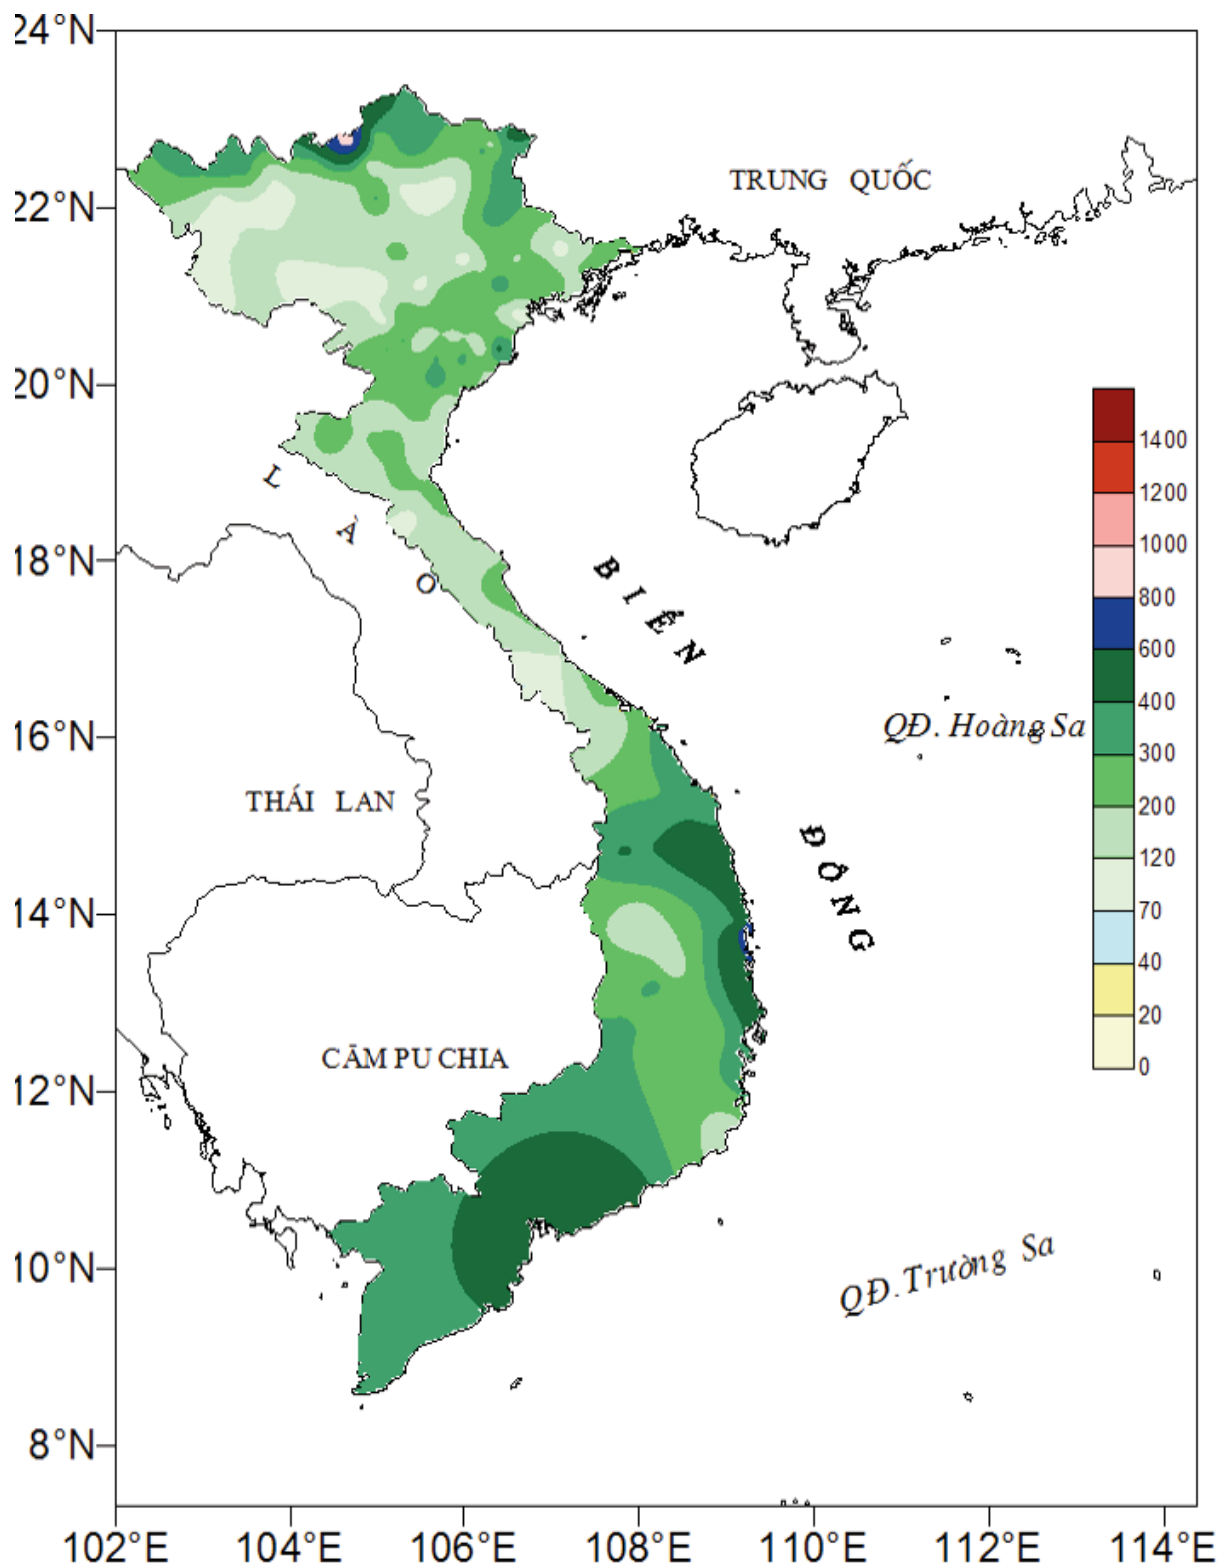 24°N
22°N
20°N
18°N
16°N
14°N
12°N
10°N
8°N
102°E 104°E 106°E 108°E 110°E 112°E 114°E
TRUNG QUỐC
LÀO
BIỂN
ĐÔNG
QĐ. Hoàng Sa
THÁI LAN
CĂM PU CHIA
QĐ. Trường Sa
1400
1200
1000
800
600
400
300
200
120
70
40
20
0